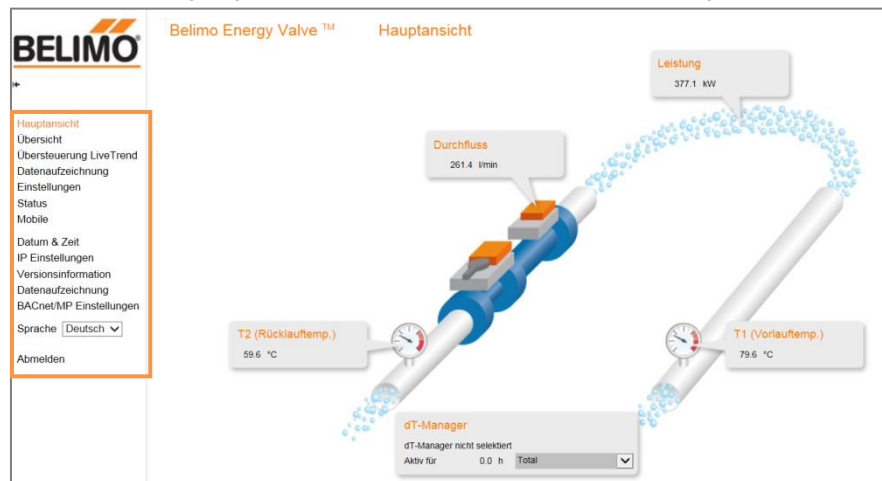 BELIMO
Belimo Energy Valve ™ Hauptansicht
Hauptansicht
Übersicht
Übersteuerung LiveTrend
Datenaufzeichnung
Einstellungen
Status
Mobile
Datum & Zeit
IP Einstellungen
Versionsinformation
Datenaufzeichnung
BACnet/MP Einstellungen
Sprache Deutsch
Abmelden
Leistung
377.1 kW
Durchfluss
261.4 l/min
T2 (Rücklauftemp.)
59.6 °C
T1 (Vorlauftemp.)
79.6 °C
dT-Manager
dT-Manager nicht selektiert
Aktiv für 0.0 h Total